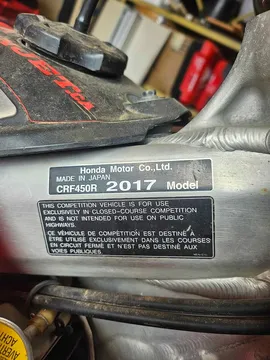 Honda Motor Co.,Ltd.
MADE IN JAPAN
CRF450R 2017 Model
THIS COMPETITION VEHICLE IS FOR USE
EXCLUSIVELY IN CLOSED-COURSE COMPETITION
AND IS NOT INTENDED FOR USE ON PUBLIC
HIGHWAYS.
CE VÉHICULE DE COMPÉTITION EST DESTINÉ A
ÊTRE UTILISÉ EXCLUSIVEMENT DANS LES COURSES
EN CIRCUIT FERMÉ ET N'EST PAS DESTINÉ AUX
VOIES PUBLIQUES.